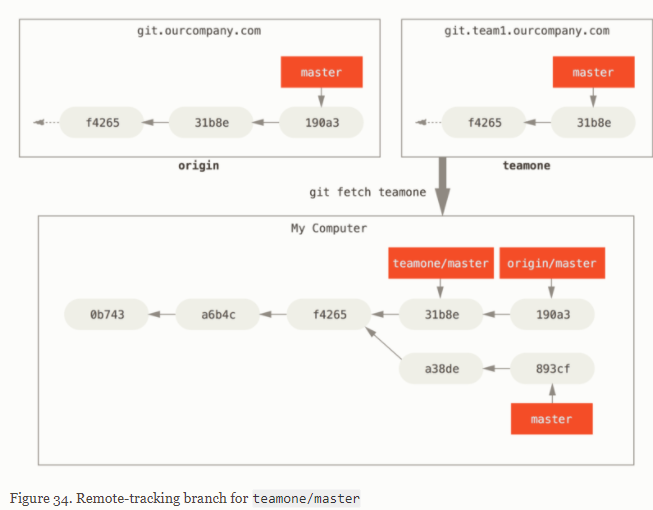 git.ourcompany.com
master
f4265 31b8e 190a3
origin
git.team1.ourcompany.com
master
f4265 31b8e
teamone
git fetch teamone
My Computer
teamone/master origin/master
0b743 a6b4c f4265 31b8e 190a3
a38de 893cf
master
Figure 34. Remote-tracking branch for teamone/master